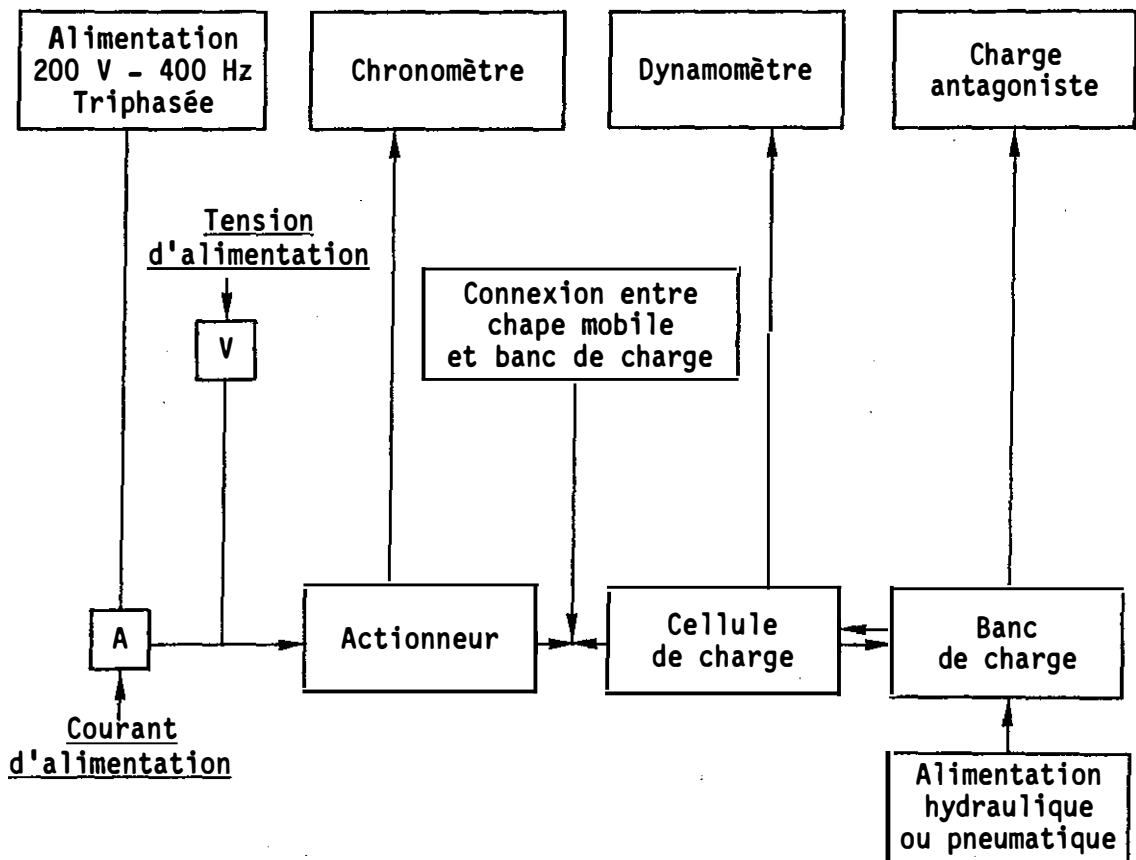 Alimentation
200 V - 400 Hz
Triphasée
Chronomètre
Dynamomètre
Charge
antagoniste
Tension
d'alimentation
V
Connexion entre
chape mobile
et banc de charge
A
Actionneur
Cellule
de charge
Banc
de charge
Courant
d'alimentation
Alimentation
hydraulique
ou pneumatique